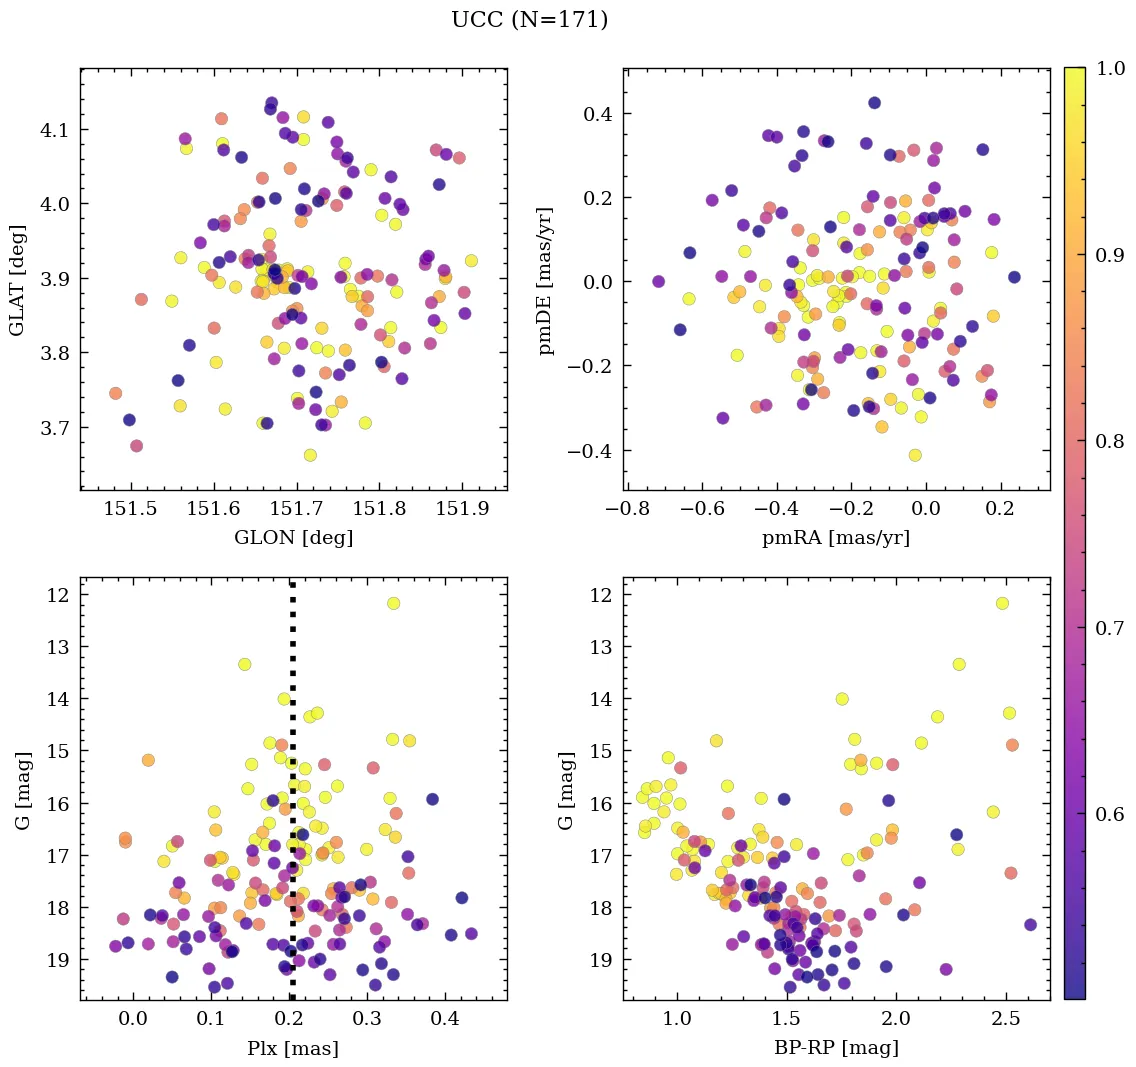 UCC (N=171)
4.1
4.0
3.9
3.8
3.7
GLAT [deg]
151.5 151.6 151.7 151.8 151.9
GLON [deg]
0.4
0.2
0.0
−0.2
−0.4
pmDE [mas/yr]
−0.8 −0.6 −0.4 −0.2 0.0 0.2
pmRA [mas/yr]
1.0
0.9
0.8
0.7
0.6
12
13
14
15
16
17
18
19
G [mag]
0.0 0.1 0.2 0.3 0.4
Plx [mas]
12
13
14
15
16
17
18
19
G [mag]
1.0 1.5 2.0 2.5
BP-RP [mag]